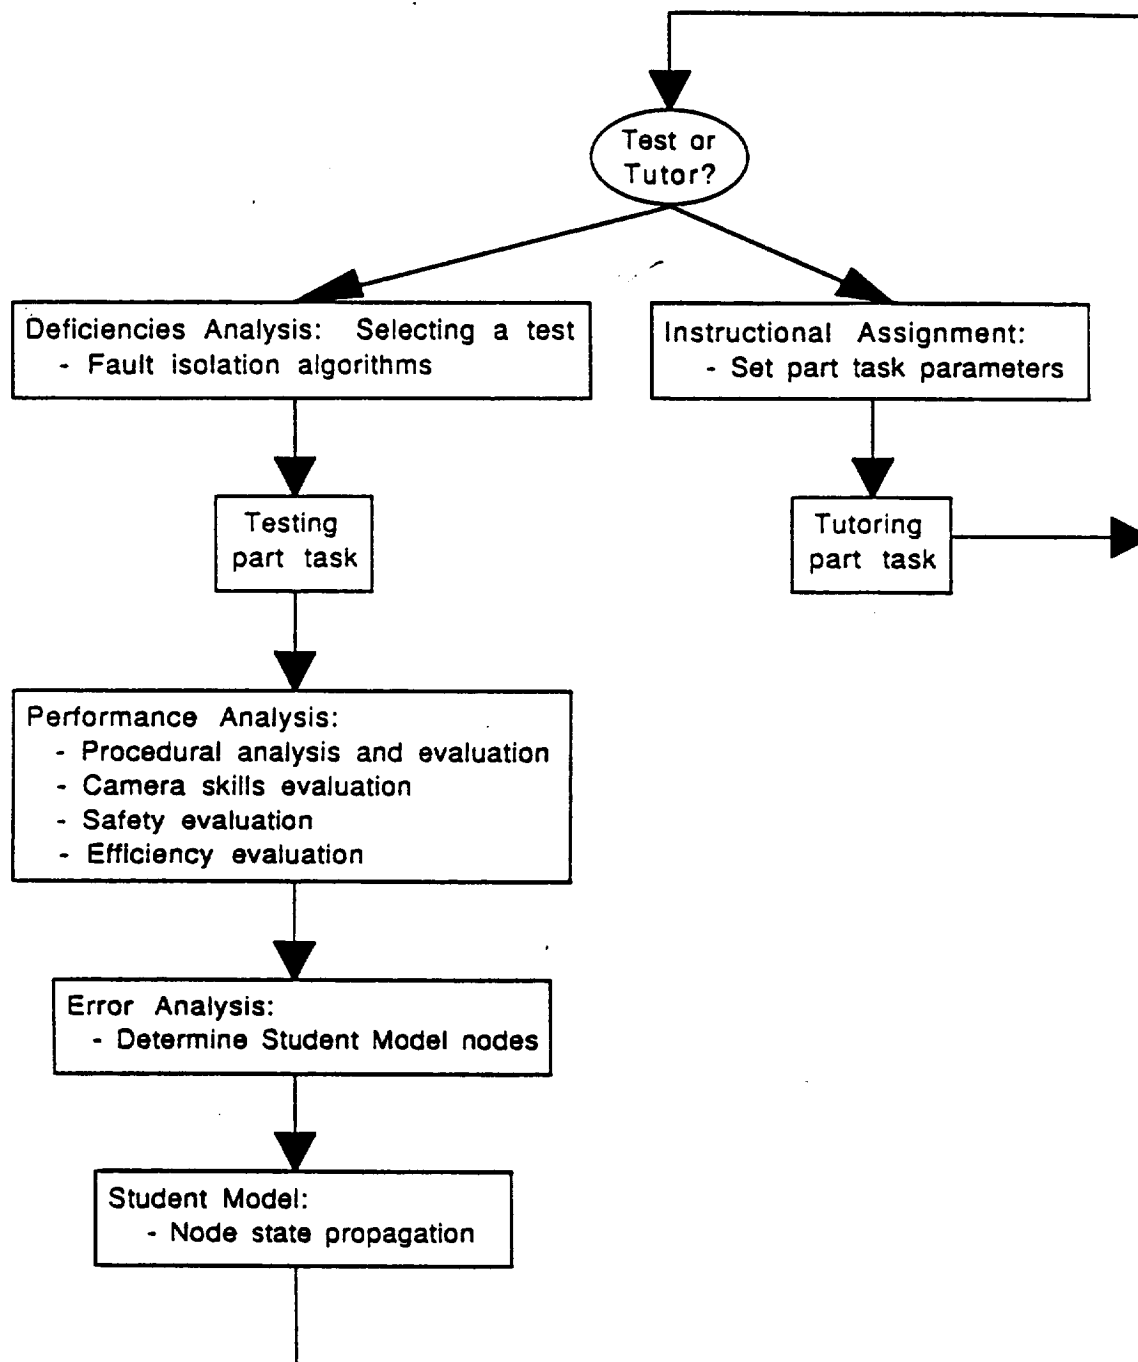 Test or
Tutor?
Deficiencies Analysis: Selecting a test
- Fault isolation algorithms
Instructional Assignment:
- Set part task parameters
Testing
part task
Tutoring
part task
Performance Analysis:
- Procedural analysis and evaluation
- Camera skills evaluation
- Safety evaluation
- Efficiency evaluation
Error Analysis:
- Determine Student Model nodes
Student Model:
- Node state propagation